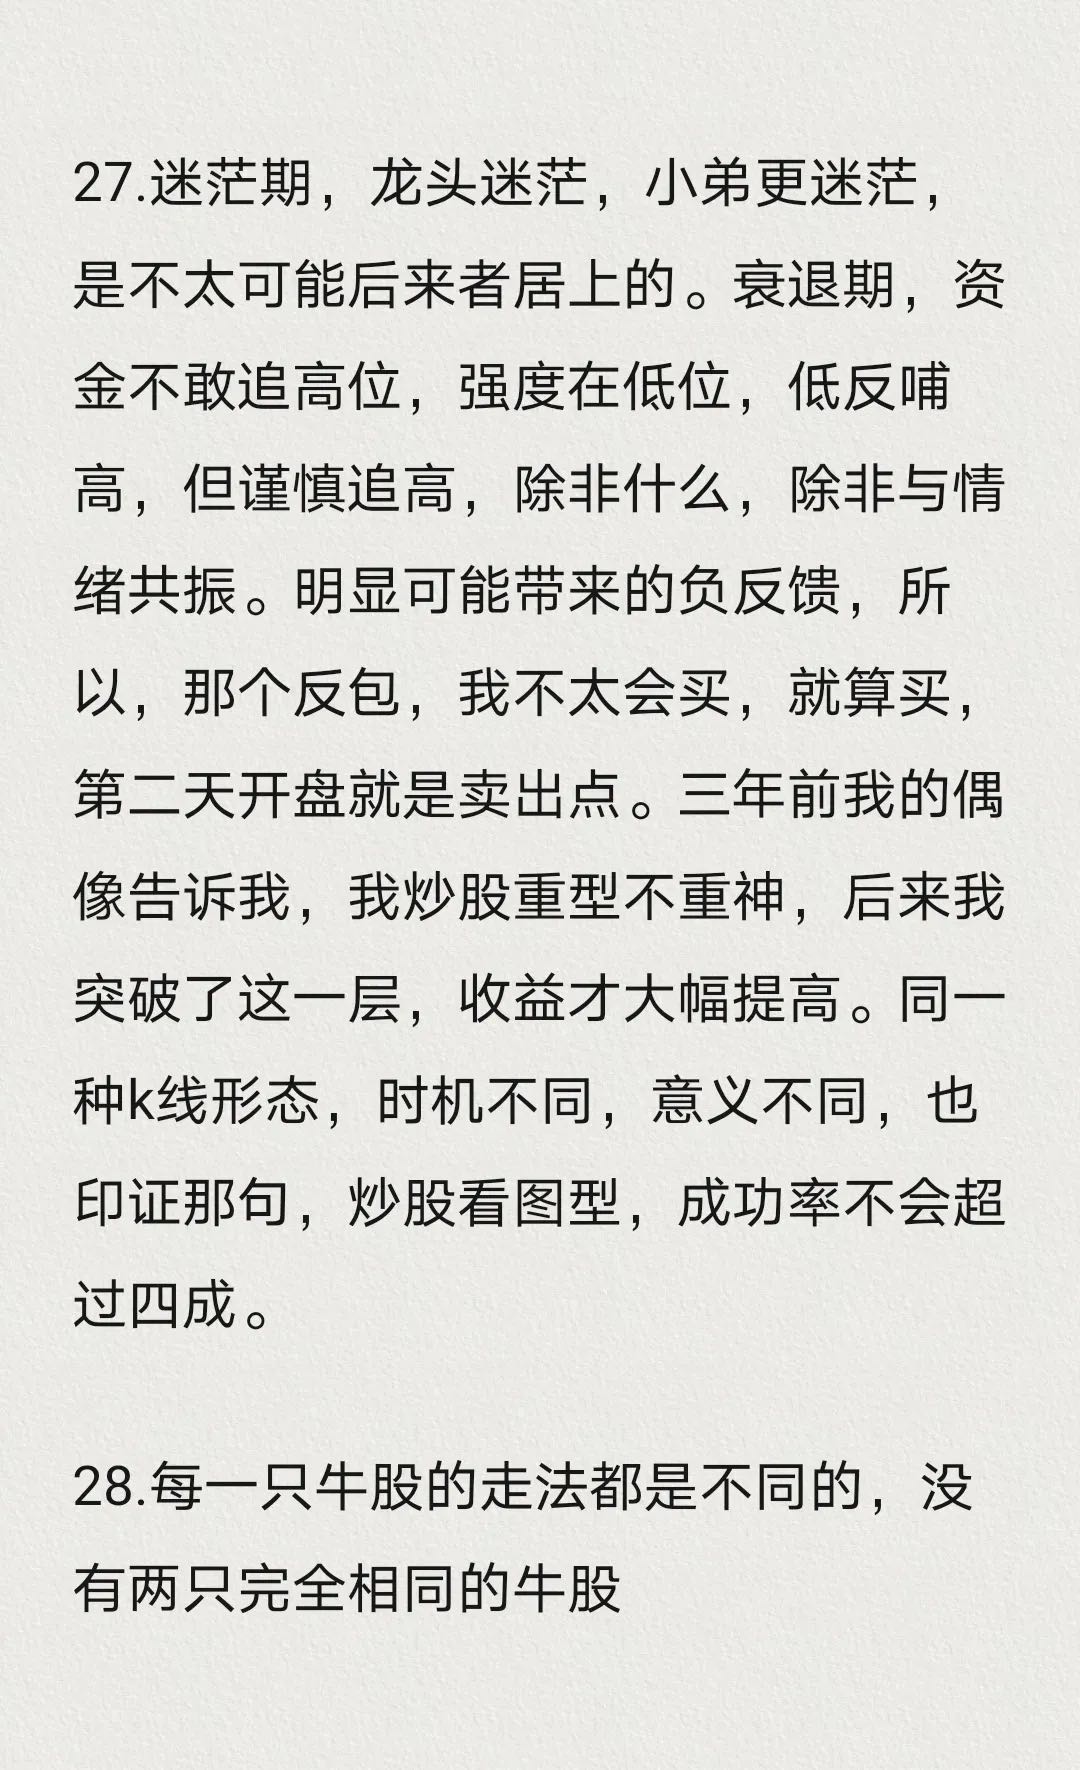 27.迷茫期，龙头迷茫，小弟更迷茫，
是不太可能后来者居上的。衰退期，资
金不敢追高位，强度在低位，低反哺
高，但谨慎追高，除非什么，除非与情
绪共振。明显可能带来的负反馈，所
以，那个反包，我不太会买，就算买，
第二天开盘就是卖出点。三年前我的偶
像告诉我，我炒股重型不重神，后来我
突破了这一层，收益才大幅提高。同一
种k线形态，时机不同，意义不同，也
印证那句，炒股看图型，成功率不会超
过四成。
28.每一只牛股的走法都是不同的，没
有两只完全相同的牛股